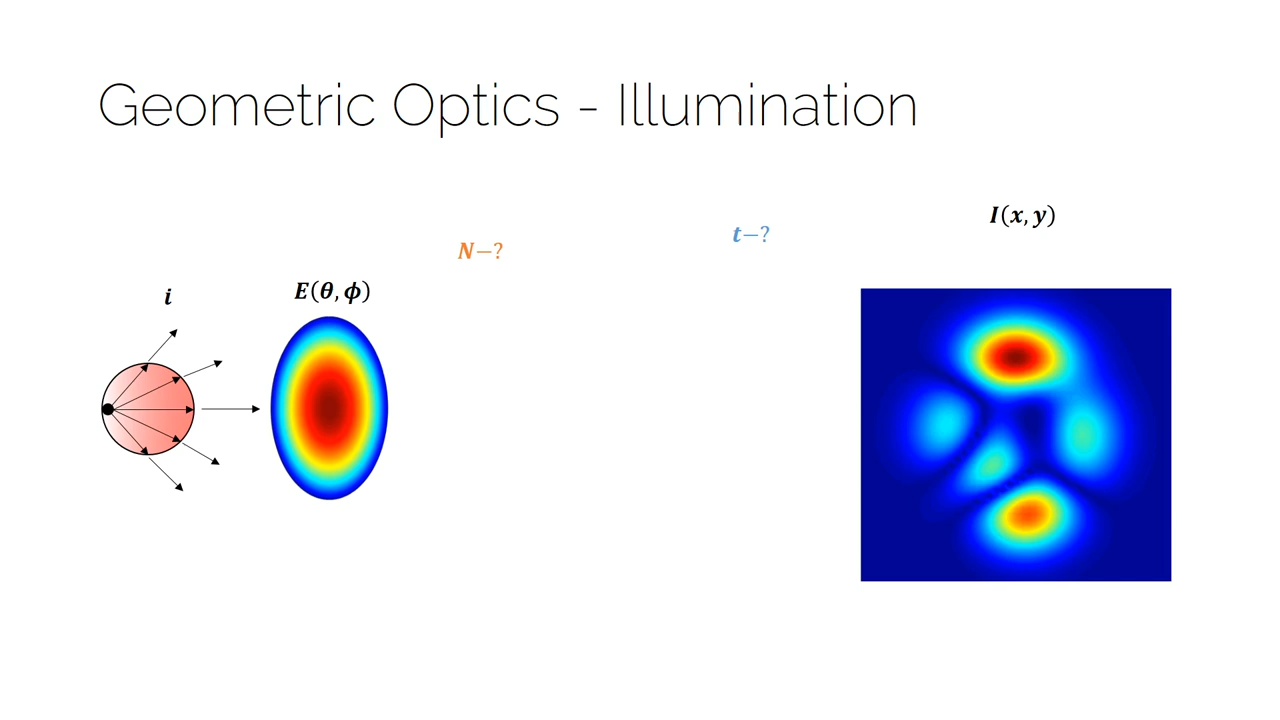 Geometric Optics - Illumination
I(x, y)
t–?
N–?
i
E(θ, ϕ)